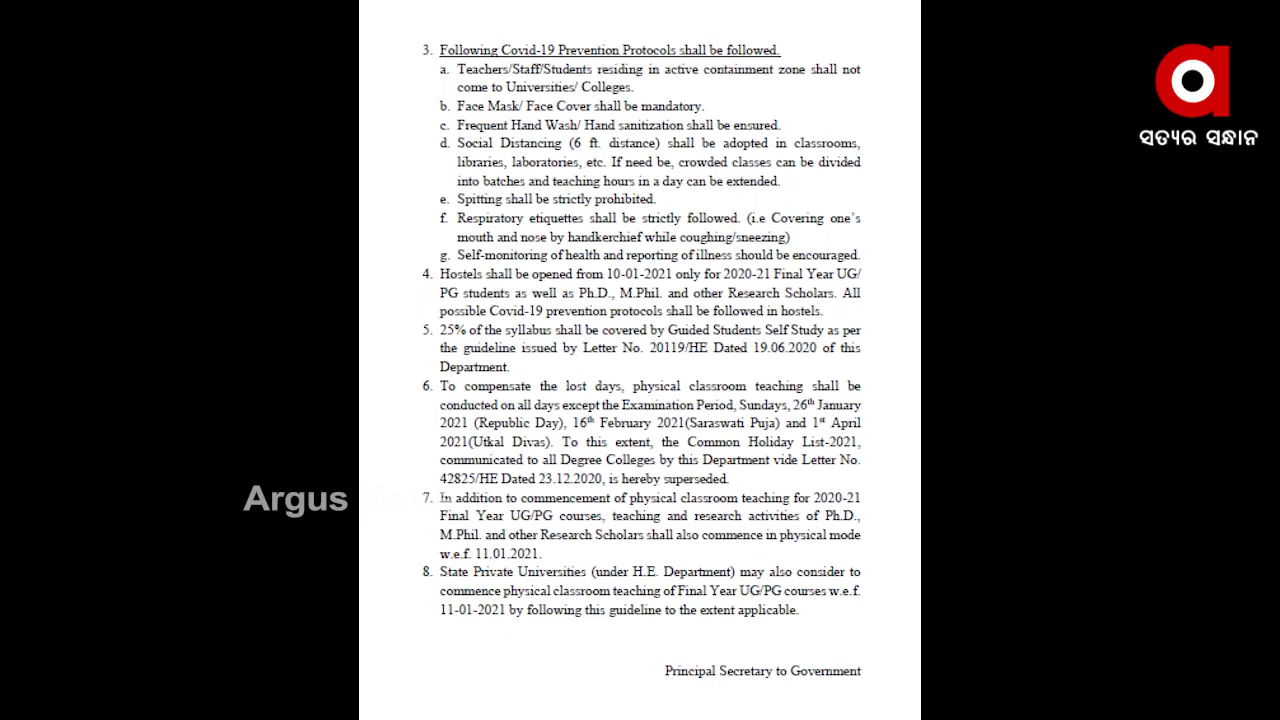 3. Following Covid-19 Prevention Protocols shall be followed.
a. Teachers/Staff/Students residing in active containment zone shall not
come to Universities/ Colleges.
b. Face Mask/ Face Cover shall be mandatory.
c. Frequent Hand Wash/ Hand sanitization shall be ensured.
d. Social Distancing (6 ft. distance) shall be adopted in classrooms,
libraries, laboratories, etc. If need be, crowded classes can be divided
into batches and teaching hours in a day can be extended.
e. Spitting shall be strictly prohibited.
f. Respiratory etiquettes shall be strictly followed. (i.e Covering one's
mouth and nose by handkerchief while coughing/sneezing)
g. Self-monitoring of health and reporting of illness should be encouraged.
4. Hostels shall be opened from 10-01-2021 only for 2020-21 Final Year UG/
PG students as well as Ph.D., M.Phil. and other Research Scholars. All
possible Covid-19 prevention protocols shall be followed in hostels.
5. 25% of the syllabus shall be covered by Guided Students Self Study as per
the guideline issued by Letter No. 20119/HE Dated 19.06.2020 of this
Department.
6. To compensate the lost days, physical classroom teaching shall be
conducted on all days except the Examination Period, Sundays, 26th January
2021 (Republic Day), 16th February 2021(Saraswati Puja) and 1st April
2021(Utkal Divas). To this extent, the Common Holiday List-2021,
communicated to all Degree Colleges by this Department vide Letter No.
42825/HE Dated 23.12.2020, is hereby superseded.
7. In addition to commencement of physical classroom teaching for 2020-21
Final Year UG/PG courses, teaching and research activities of Ph.D.,
M.Phil. and other Research Scholars shall also commence in physical mode
w.e.f. 11.01.2021.
8. State Private Universities (under H.E. Department) may also consider to
commence physical classroom teaching of Final Year UG/PG courses w.e.f.
11-01-2021 by following this guideline to the extent applicable.
Principal Secretary to Government
ସତ୍ୟର ସନ୍ଧାନ
Argus